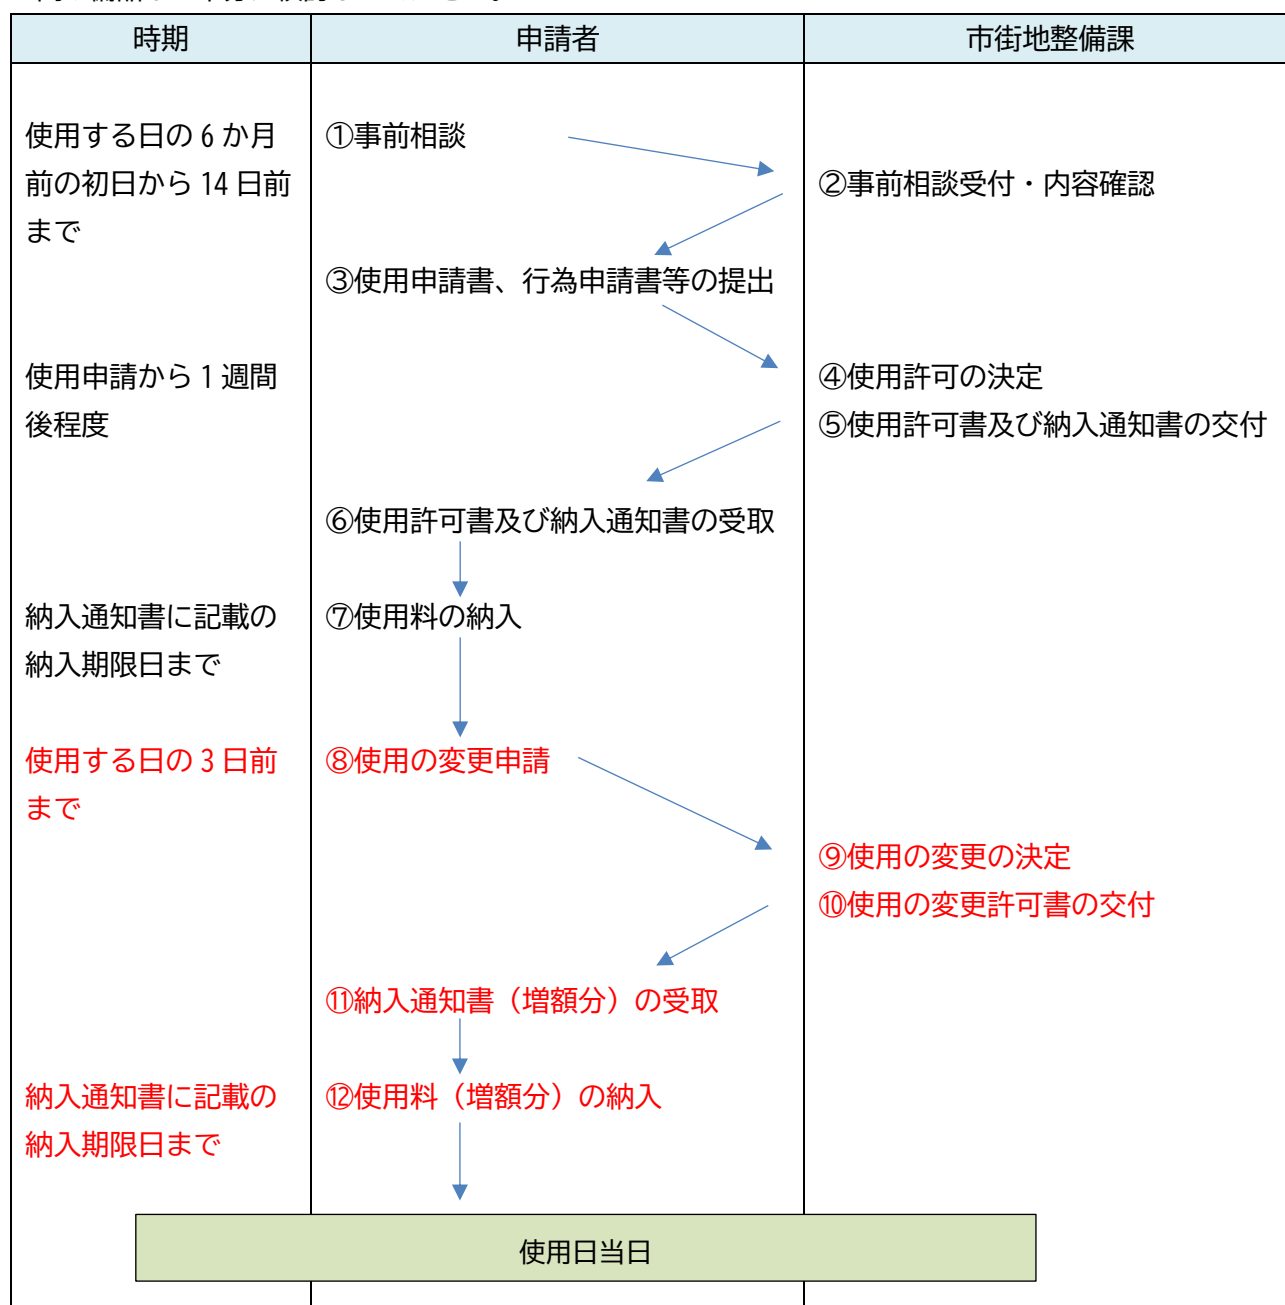 時期
申請者
市街地整備課
使用する日の6か月
前の初日から14日前
まで
①事前相談
②事前相談受付・内容確認
③使用申請書、行為申請書等の提出
使用申請から1週間
後程度
④使用許可の決定
⑤使用許可書及び納入通知書の交付
⑥使用許可書及び納入通知書の受取
納入通知書に記載の
納入期限日まで
⑦使用料の納入
使用する日の3日前
まで
⑧使用の変更申請
⑨使用の変更の決定
⑩使用の変更許可書の交付
⑪納入通知書（増額分）の受取
納入通知書に記載の
納入期限日まで
⑫使用料（増額分）の納入
使用日当日